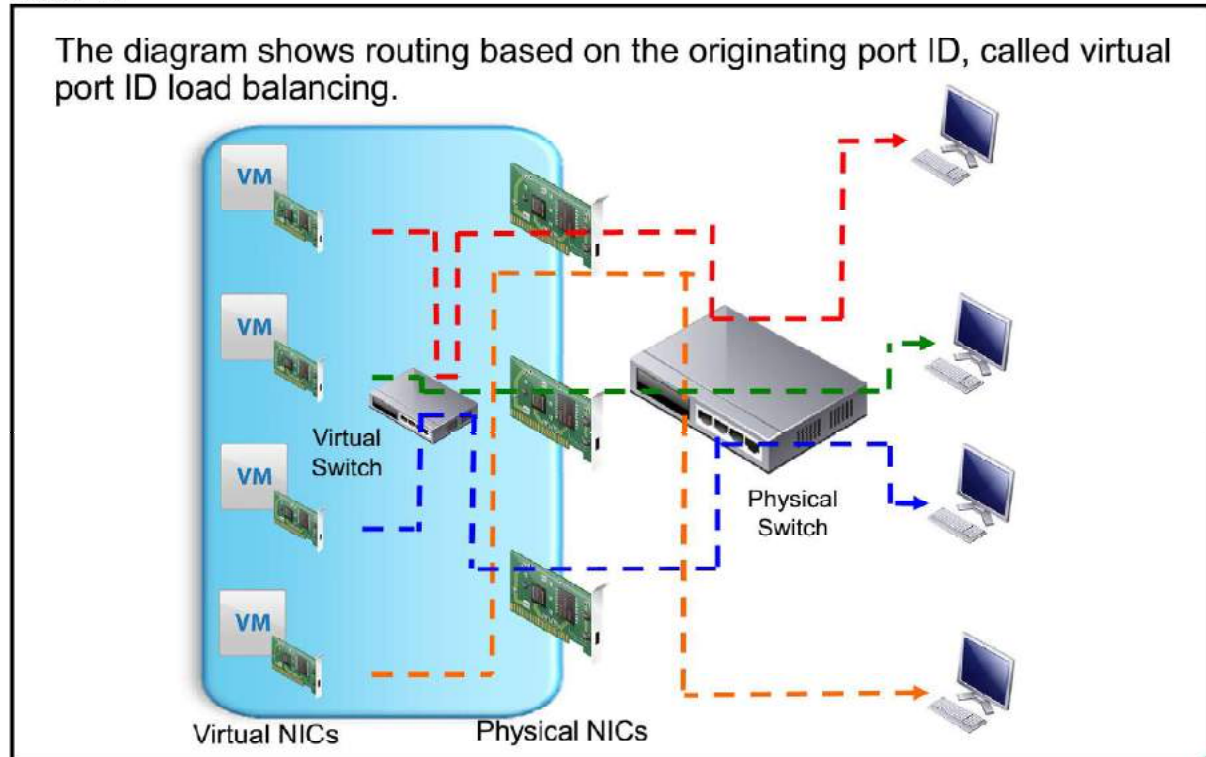 The diagram shows routing based on the originating port ID, called virtual
port ID load balancing.
VM
VM
Virtual
Switch
VM
Physical
Switch
VM
Virtual NICs
Physical NICs